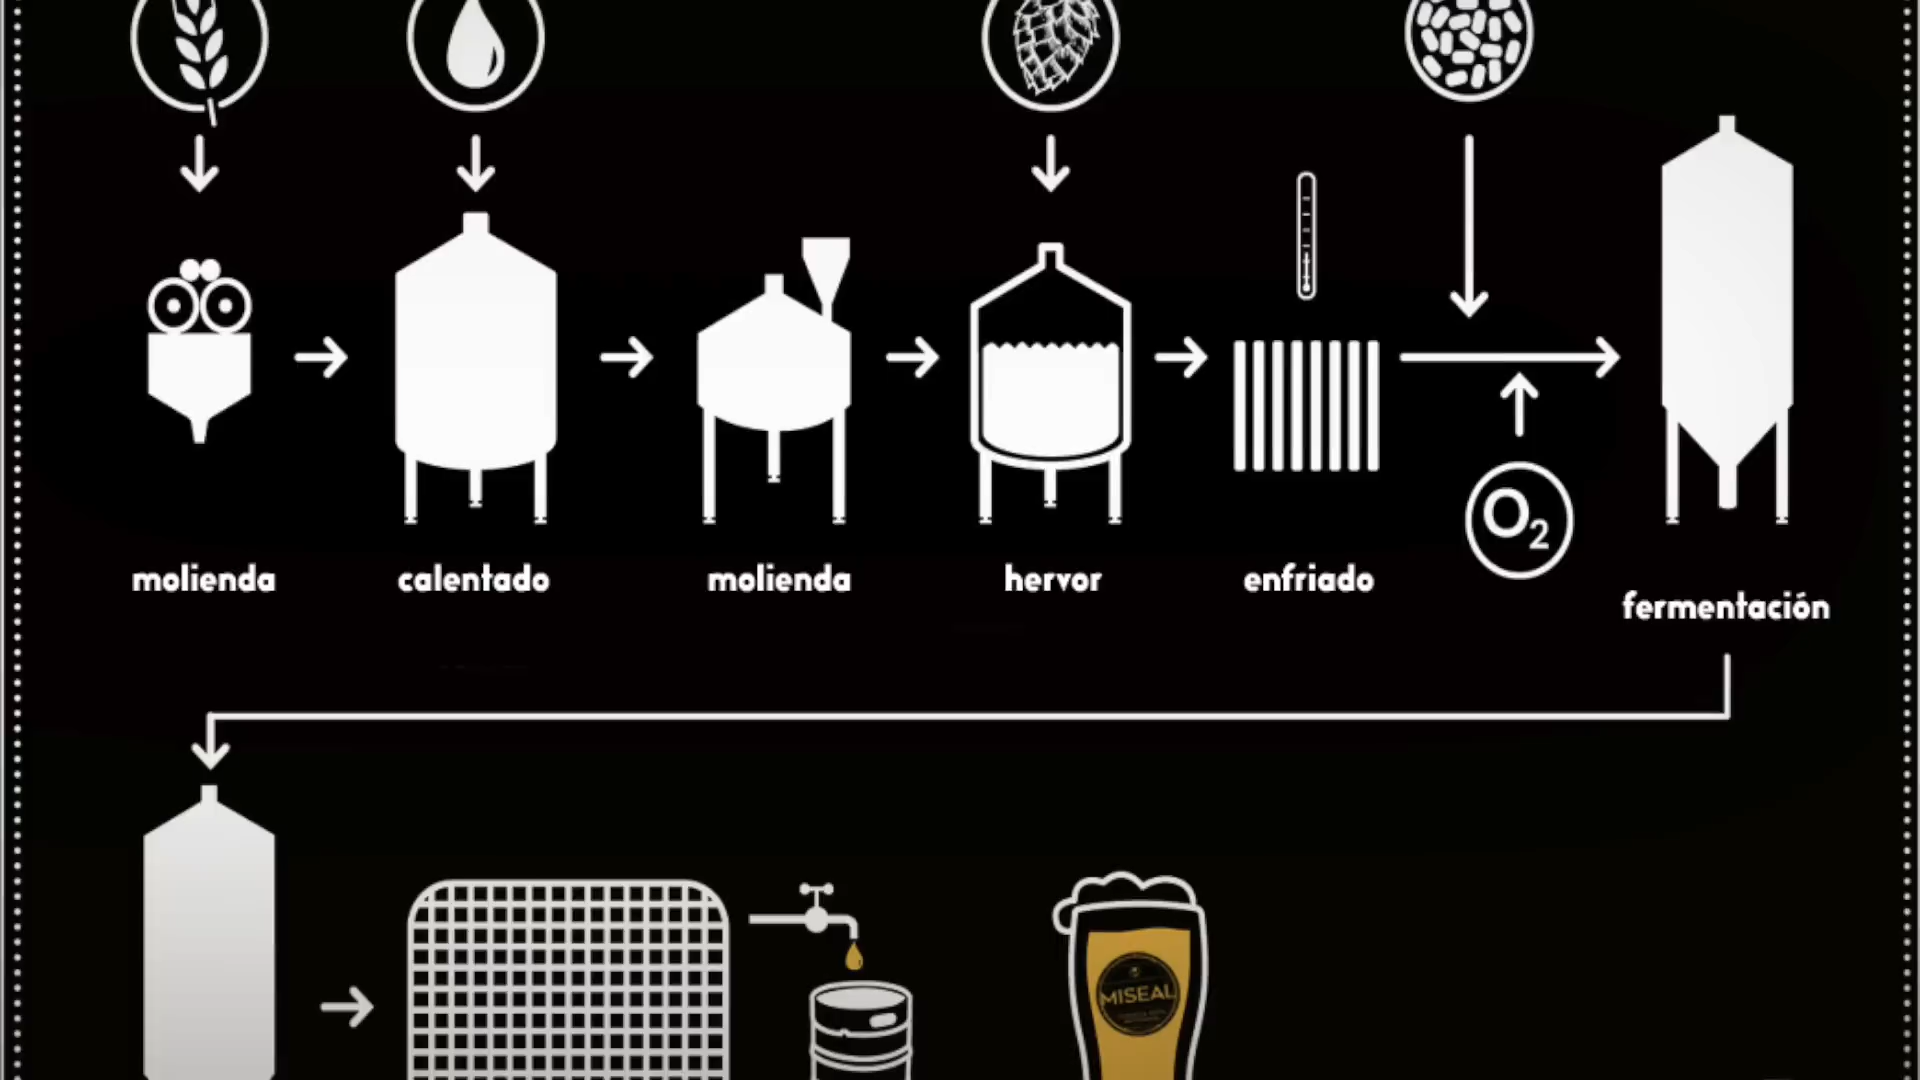 O2
molienda
calentado
molienda
hervor
enfriado
fermentación
MISEAL